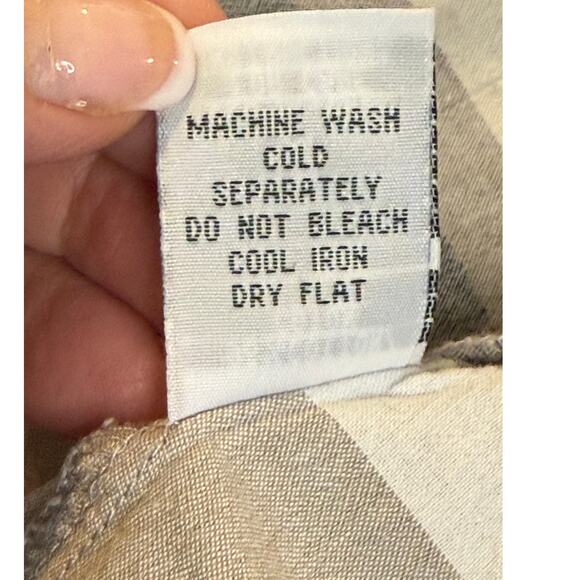 MACHINE WASH
COLD
SEPARATELY
DO NOT BLEACH
COOL IRON
DRY FLAT